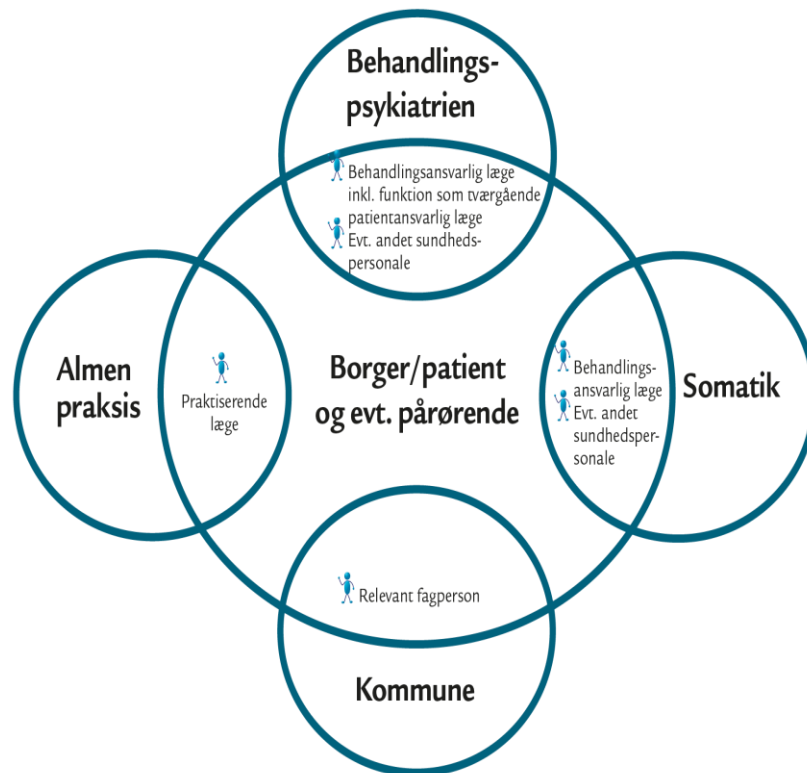 Behandlings-
psykiatrien
Behandlingsansvarlig læge
inkl. funktion som tværgående
patientansvarlig læge
Evt. andet sundheds-
personale
Almen
praksis
Praktiserende
læge
Borger/patient
og evt. pårørende
Behandlings-
ansvarlig læge
Evt. andet
sundhedsper-
sonale
Somatik
Relevant fagperson
Kommune